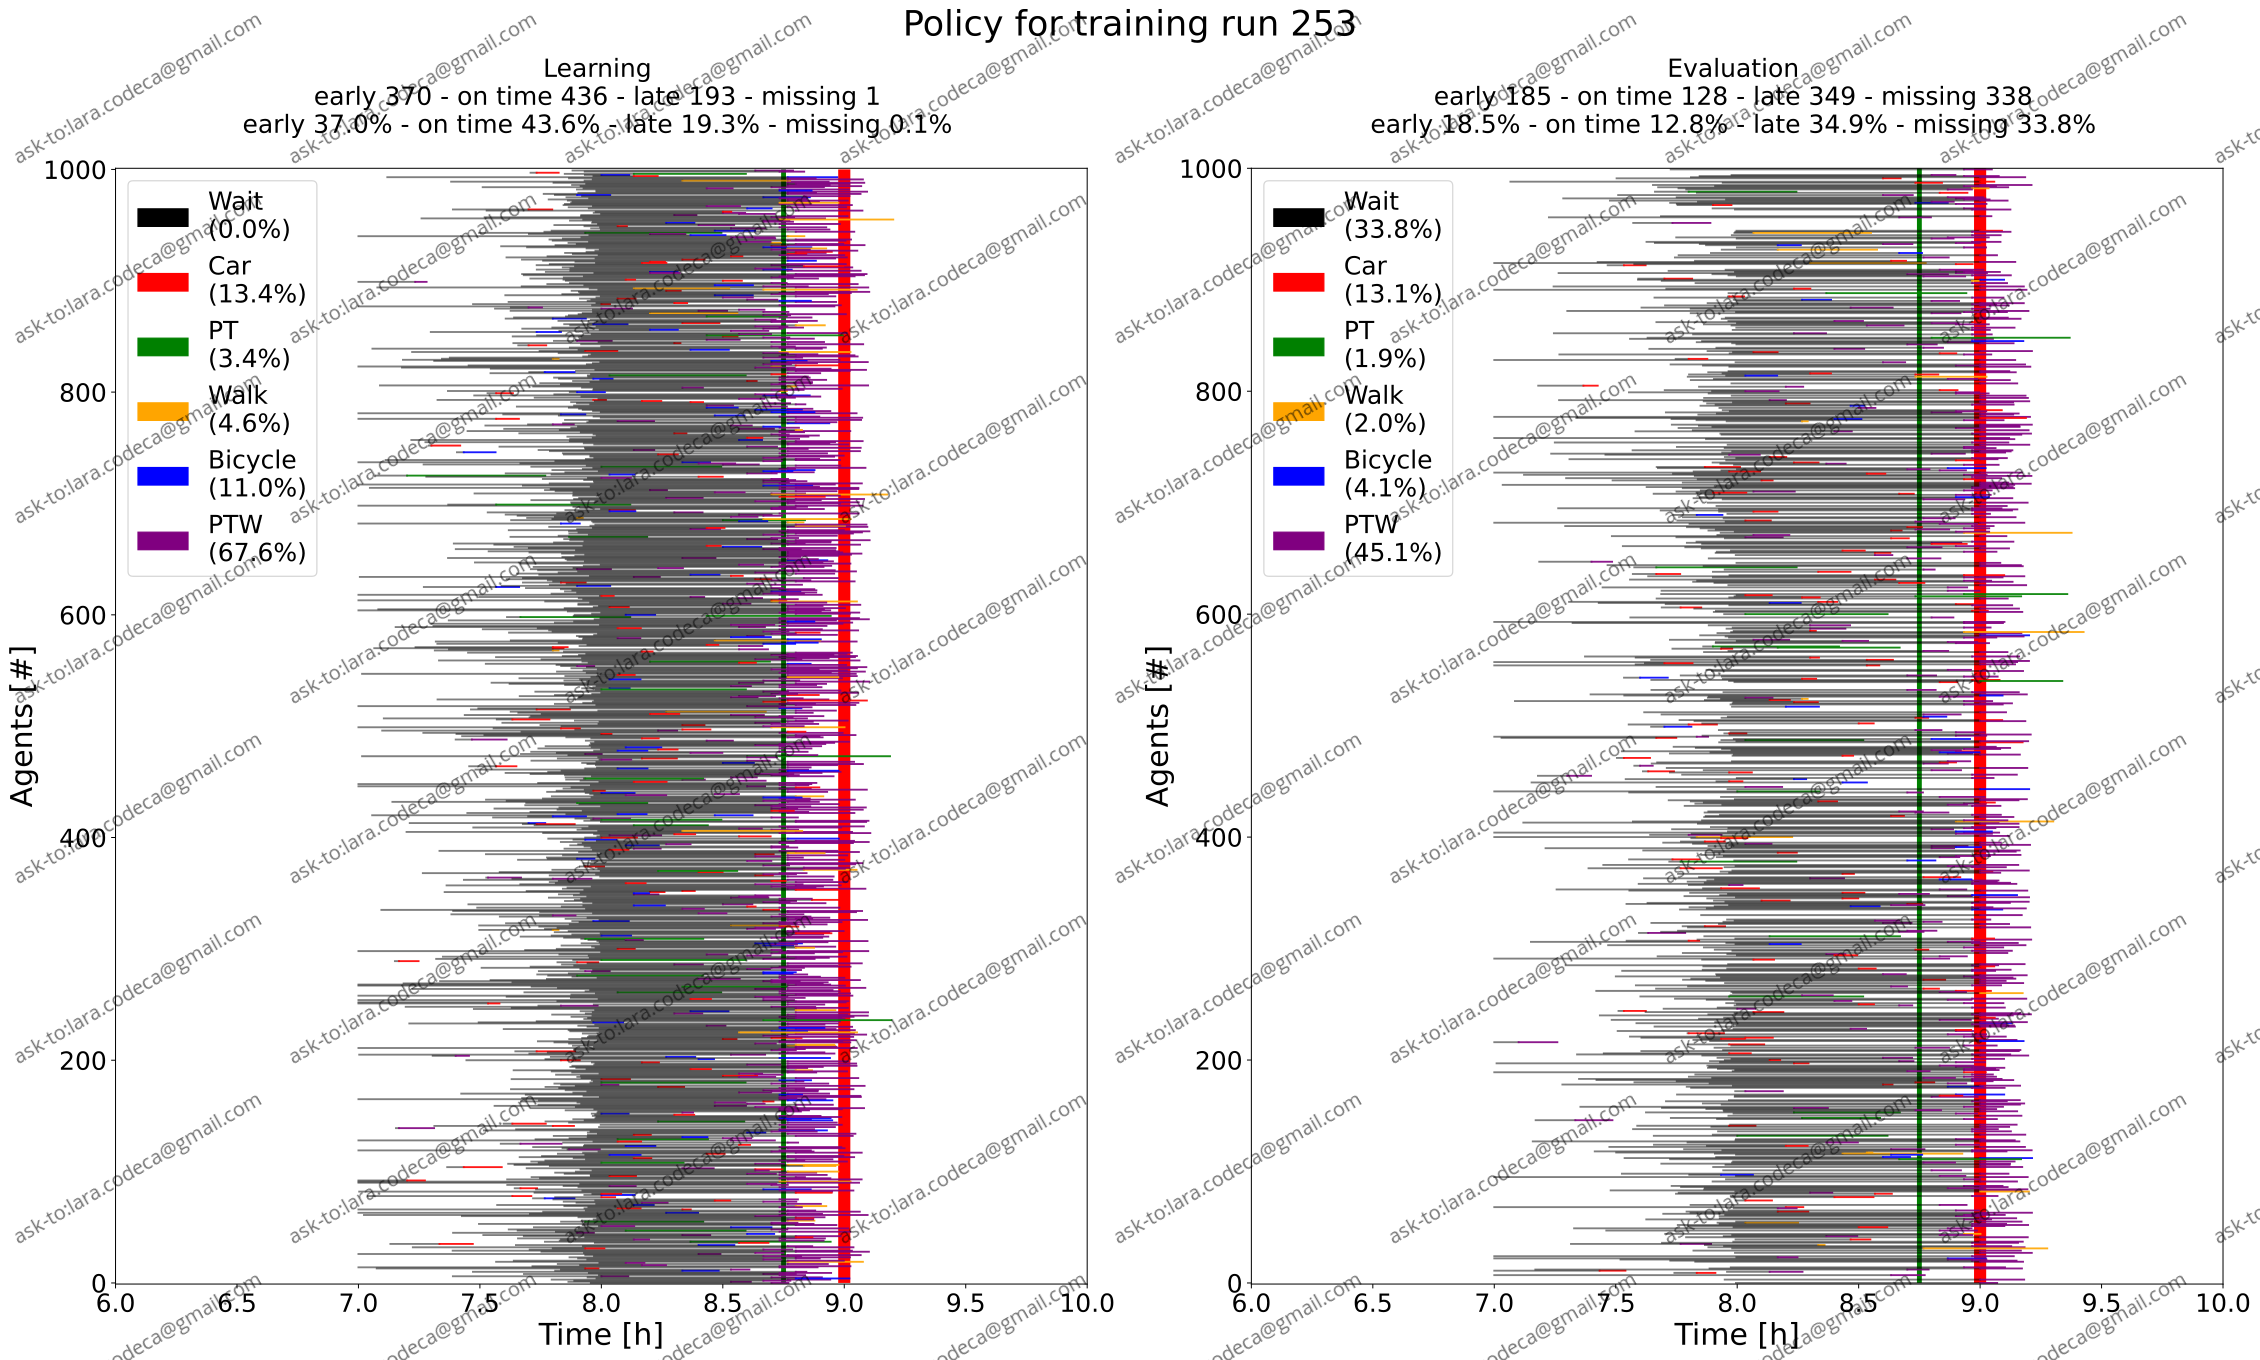 Policy for training run 253
Learning
early 370 - on time 436 - late 193 - missing 1
early 37.0% - on time 43.6% - late 19.3% - missing 0.1%
Wait
(0.0%)
Car
(13.4%)
PT
(3.4%)
Walk
(4.6%)
Bicycle
(11.0%)
PTW
(67.6%)
1000
800
600
400
200
0
Agents [#]
6.0 6.5 7.0 7.5 8.0 8.5 9.0 9.5 10.0
Time [h]
Evaluation
early 185 - on time 128 - late 349 - missing 338
early 18.5% - on time 12.8% - late 34.9% - missing 33.8%
Wait
(33.8%)
Car
(13.1%)
PT
(1.9%)
Walk
(2.0%)
Bicycle
(4.1%)
PTW
(45.1%)
1000
800
600
400
200
0
Agents [#]
6.0 6.5 7.0 7.5 8.0 8.5 9.0 9.5 10.0
Time [h]
ask-to:lara.codeca@gmail.com